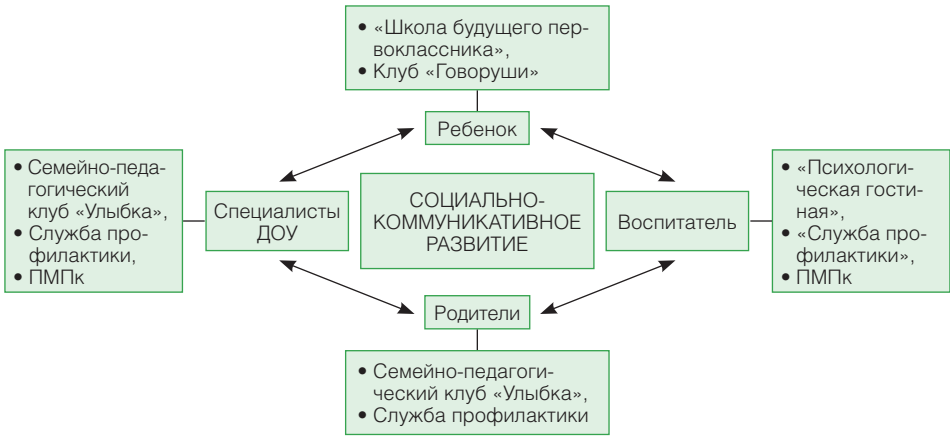 • «Школа будущего пер-
воклассника»,
• Клуб «Говоруши»
Ребенок
• Семейно-педа-
гогический
клуб «Улыбка»,
• Служба про-
филактики,
• ПМПк
Специалисты
ДОУ
СОЦИАЛЬНО-
КОММУНИКАТИВНОЕ
РАЗВИТИЕ
Воспитатель
• «Психологи-
ческая гости-
ная»,
• «Служба про-
филактики»,
• ПМПк
Родители
• Семейно-педагоги-
ческий клуб «Улыбка»,
• Служба профилактики